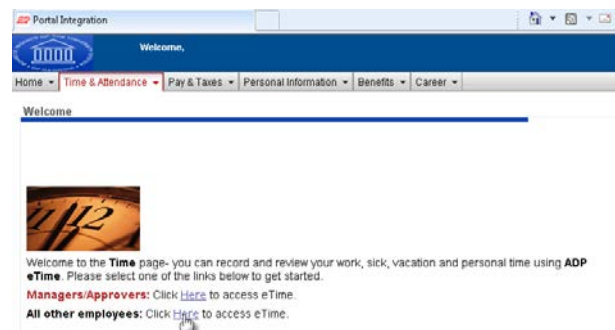 Portal Integration
Welcome,
Home Time & Attendance Pay & Taxes Personal Information Benefits Career
Welcome
11 12
Welcome to the Time page- you can record and review your work, sick, vacation and personal time using ADP
eTime. Please select one of the links below to get started.
Managers/Approvers: Click Here to access eTime.
All other employees: Click Here to access eTime.